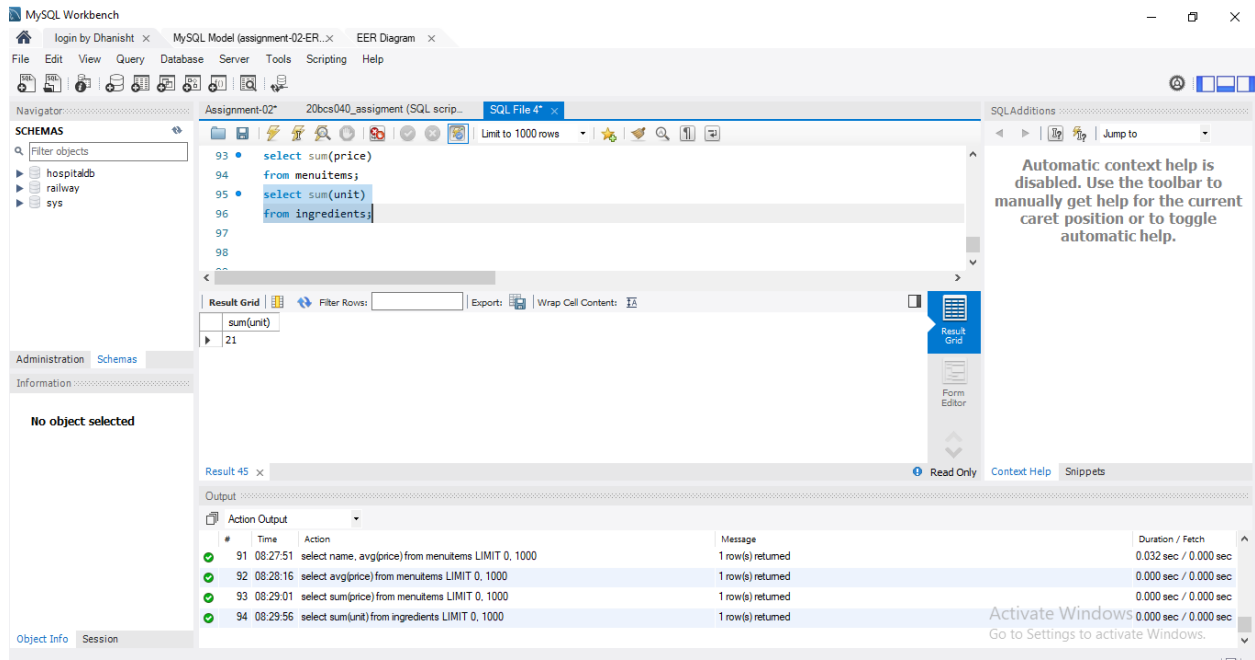 MySQL Workbench
login by Dhanisht × MySQL Model (assignment-02-ER..× EER Diagram ×
File Edit View Query Database Server Tools Scripting Help
Navigator
SCHEMAS
Filter objects
hospitaldb
railway
sys
Administration Schemas
Information
No object selected
Object Info Session
Assignment-02* 20bcs040_assigment (SQL scrip... SQL File 4* ×
Limit to 1000 rows
93 select sum(price)
94 from menuitems;
95 select sum(unit)
96 from ingredients;
97
98
Result Grid Filter Rows: Export: Wrap Cell Content:
sum(unit)
21
Result
Grid
Form
Editor
Result 45 × Read Only
SQLAdditions
Jump to
Automatic context help is
disabled. Use the toolbar to
manually get help for the current
caret position or to toggle
automatic help.
Context Help Snippets
Output
Action Output
# Time Action Message Duration / Fetch
91 08:27:51 select name, avg(price) from menuitems LIMIT 0, 1000 1 row(s) returned 0.032 sec / 0.000 sec
92 08:28:16 select avg(price) from menuitems LIMIT 0, 1000 1 row(s) returned 0.000 sec / 0.000 sec
93 08:29:01 select sum(price) from menuitems LIMIT 0, 1000 1 row(s) returned 0.000 sec / 0.000 sec
94 08:29:56 select sum(unit) from ingredients LIMIT 0, 1000 1 row(s) returned 0.000 sec / 0.000 sec
Activate Windows
Go to Settings to activate Windows.